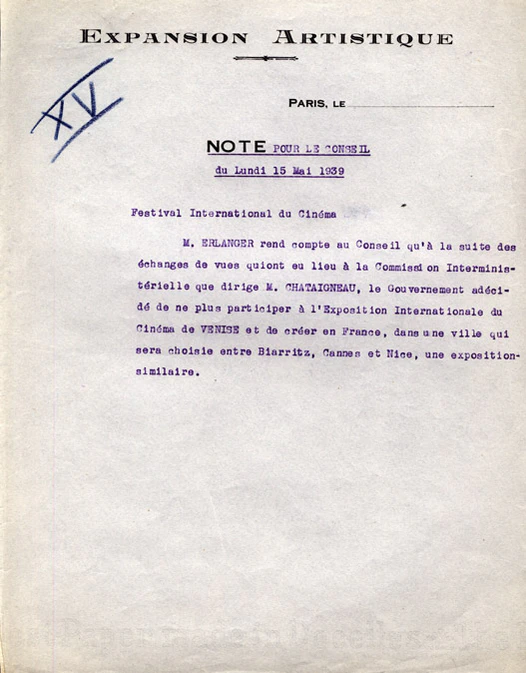 EXPANSION ARTISTIQUE
XV
PARIS, LE
NOTE POUR LE CONSEIL
du Lundi 15 Mai 1939
Festival International du Cinéma
M. ERLANGER rend compte au Conseil qu'à la suite des
échanges de vues quiont eu lieu à la Commission Interminis-
térielle que dirige M. CHATAIGNEAU, le Gouvernement adéci-
dé de ne plus participer à l'Exposition Internationale du
Cinéma de VENISE et de créer en France, dans une ville qui
sera choisie entre Biarritz, Cannes et Nice, une exposition-
similaire.